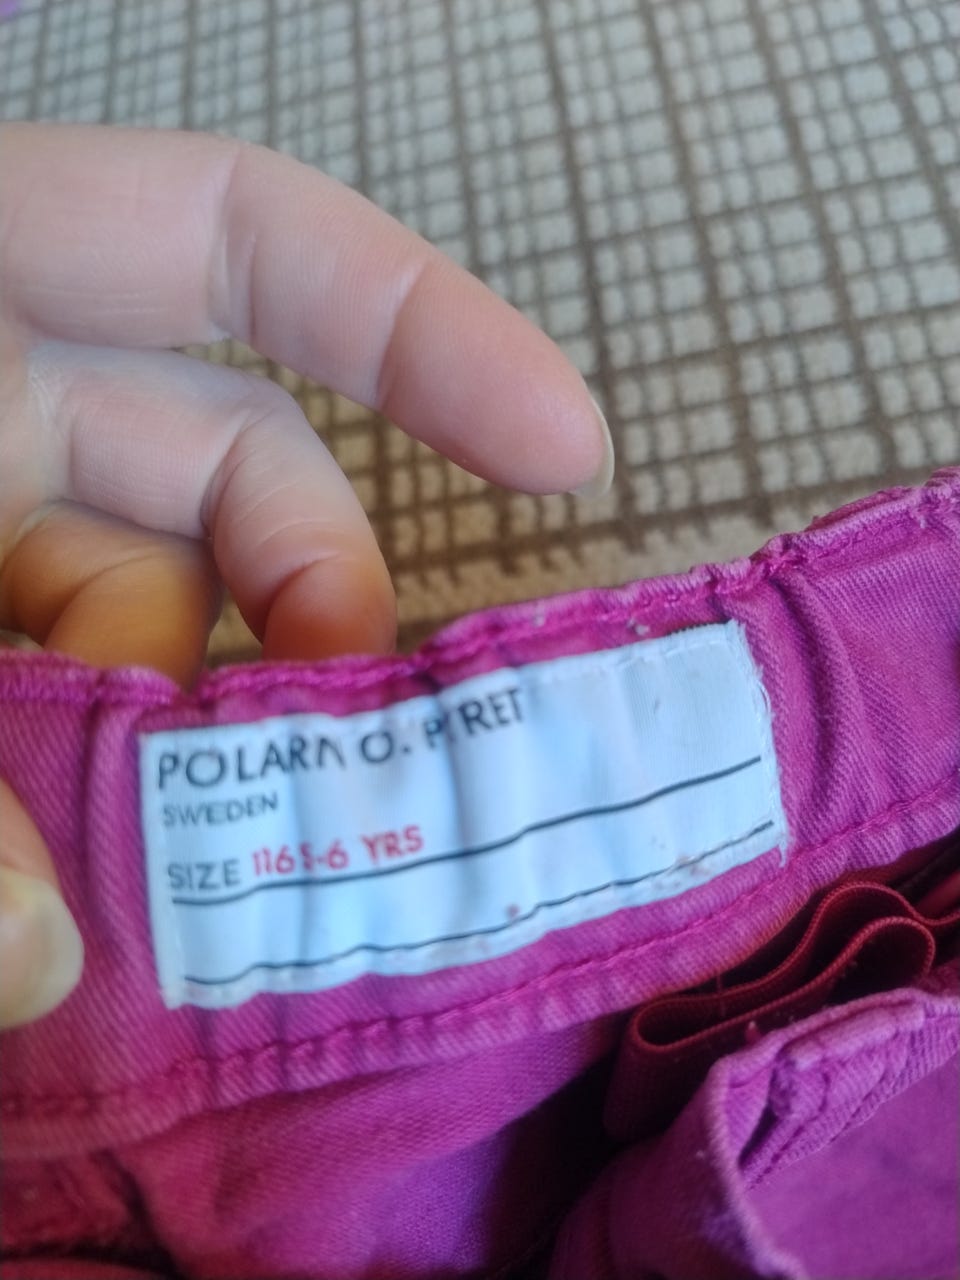 POLARN O. PYRET
SWEDEN
SIZE 116 5-6 YRS